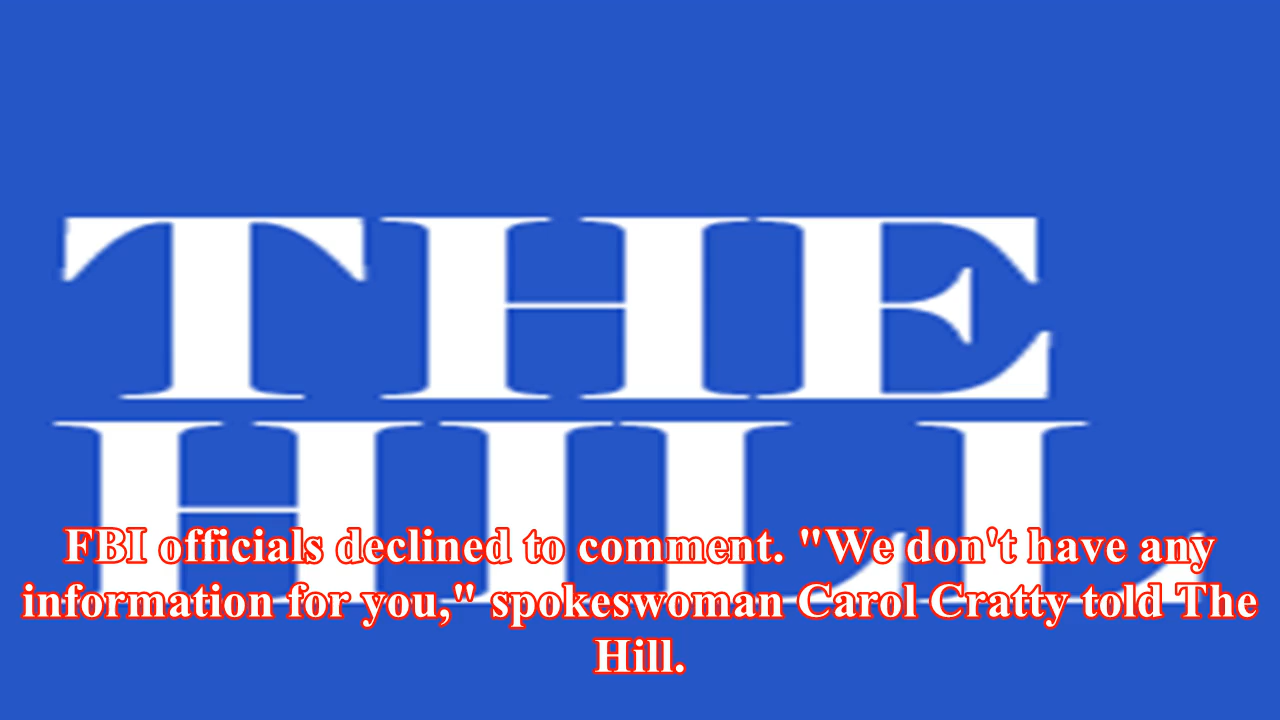 THE
HILL
FBI officials declined to comment. "We don't have any
information for you," spokeswoman Carol Cratty told The
Hill.